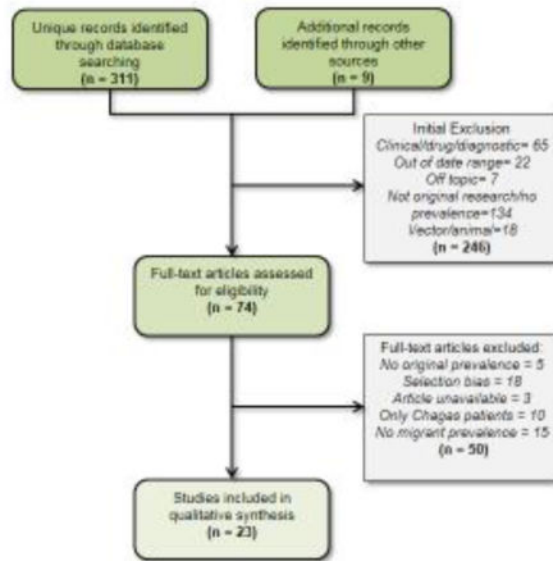 Unique records identified
through database
searching
(n = 311)
Additional records
identified through other
sources
(n = 9)
Initial Exclusion
Clinical/drug/diagnostic= 65
Out of date range= 22
Off topic= 7
Not original research/no
prevalence=134
Vector/animal=18
(n = 246)
Full-text articles assessed
for eligibility
(n = 74)
Full-text articles excluded:
No original prevalence = 5
Selection bias = 18
Article unavailable = 3
Only Chagas patients = 10
No migrant prevalence = 15
(n = 50)
Studies included in
qualitative synthesis
(n = 23)